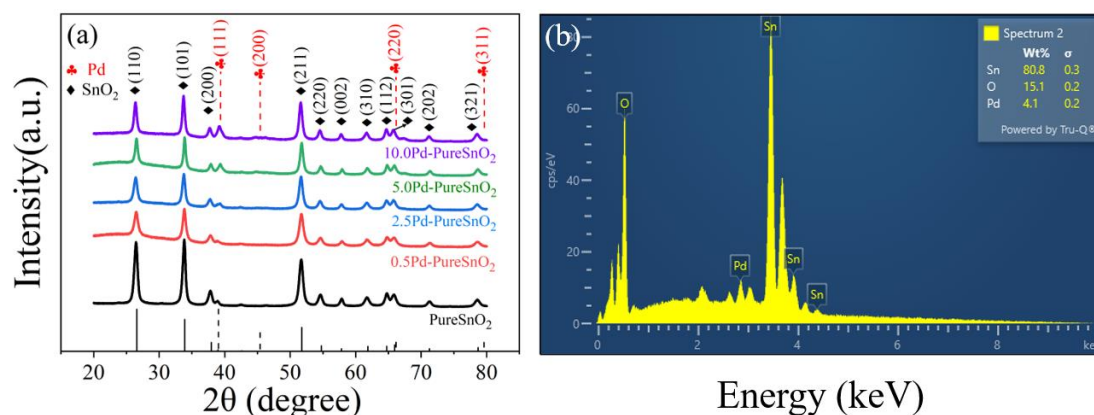 (a)
♣ Pd
♦ SnO₂
(110)
(101)
(200)
(111)
(200)
(211)
(220)
(002)
(310)
(112)
(301)
(220)
(202)
(321)
(311)
10.0Pd-PureSnO₂
5.0Pd-PureSnO₂
2.5Pd-PureSnO₂
0.5Pd-PureSnO₂
PureSnO₂
Intensity(a.u.)
20 30 40 50 60 70 80
2θ (degree)
(b)
Sn
O
Pd
Sn
Sn
Spectrum 2
Wt% σ
Sn 80.8 0.3
O 15.1 0.2
Pd 4.1 0.2
Powered by Tru-Q®
80
60
40
20
0
cps/eV
0 2 4 6 8 ke
Energy (keV)